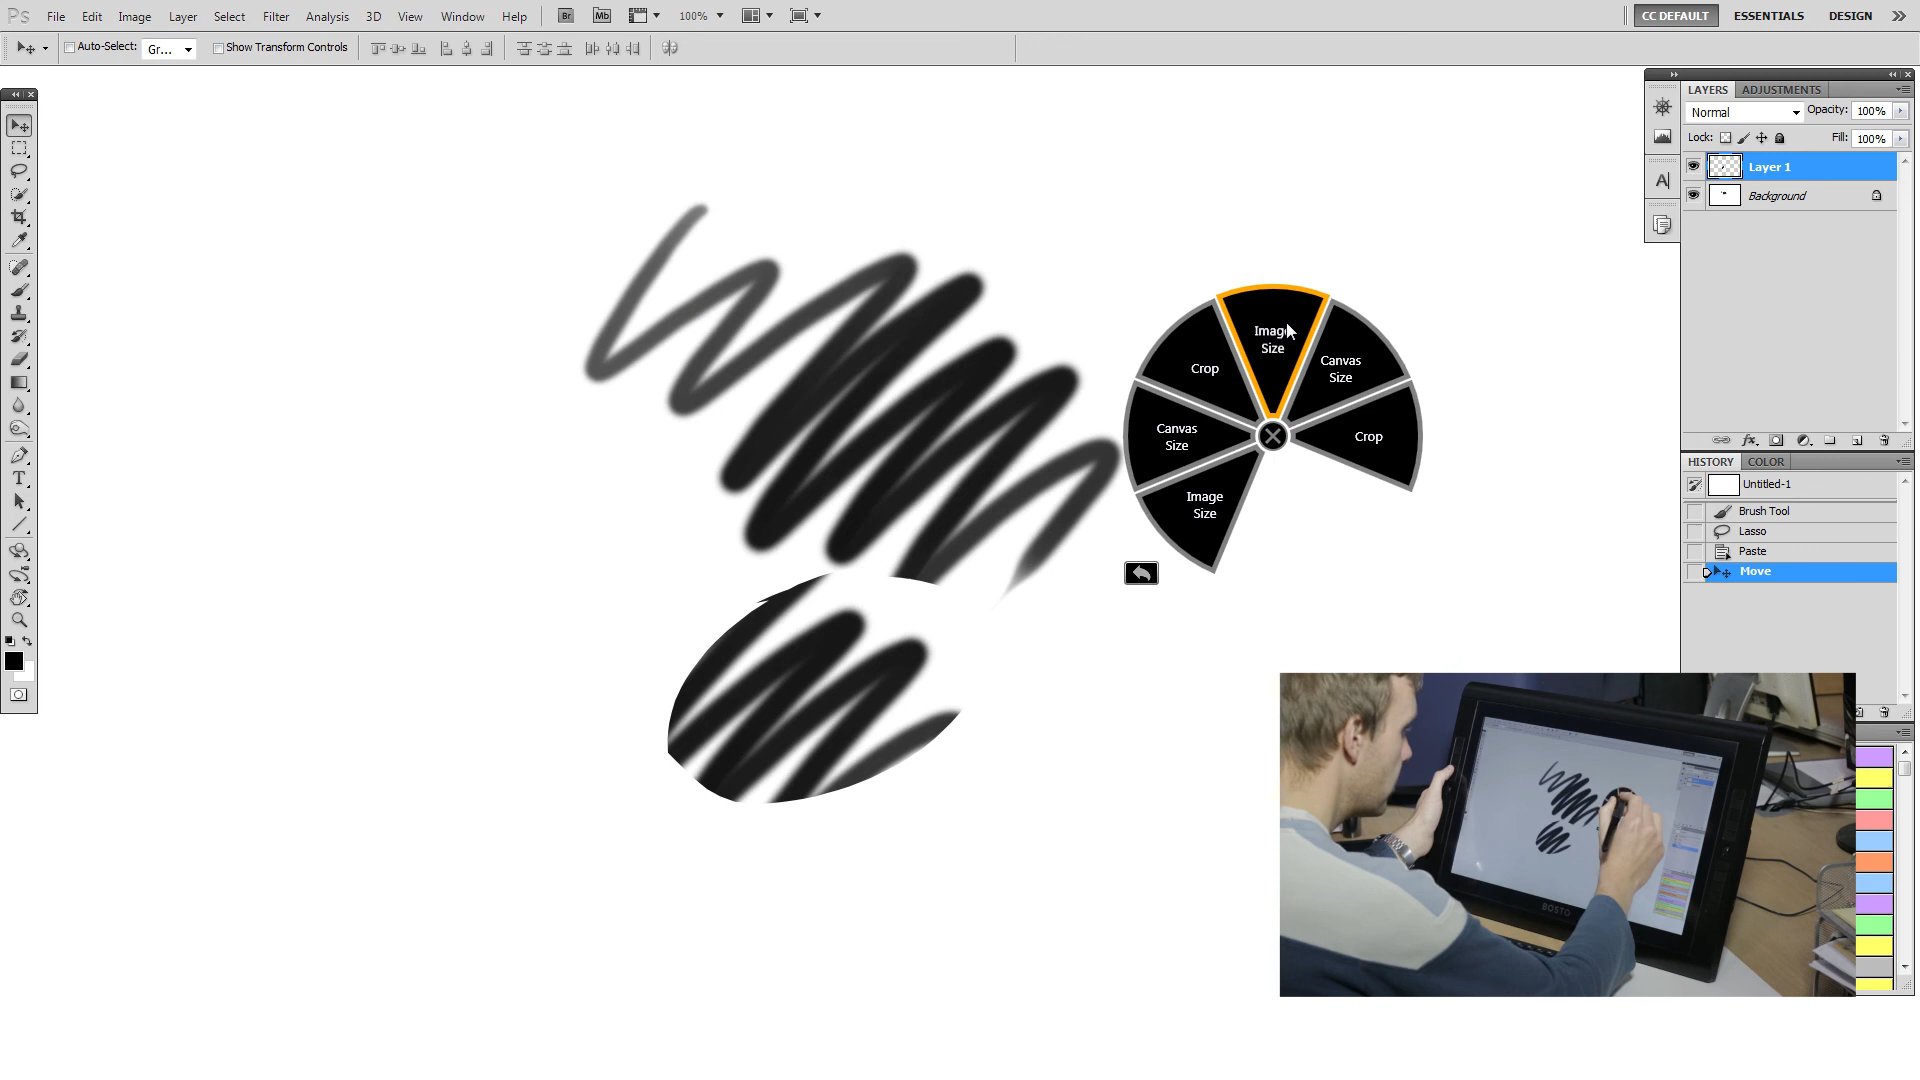 Ps File Edit Image Layer Select Filter Analysis 3D View Window Help Br Mb 100% CC DEFAULT ESSENTIALS DESIGN
Auto-Select: Gr... Show Transform Controls
LAYERS ADJUSTMENTS
Normal Opacity: 100%
Lock: Fill: 100%
Layer 1
Background
Image
Size
Canvas
Size
Crop
Crop
Canvas
Size
Image
Size
HISTORY COLOR
Untitled-1
Brush Tool
Lasso
Paste
Move
BOSTO